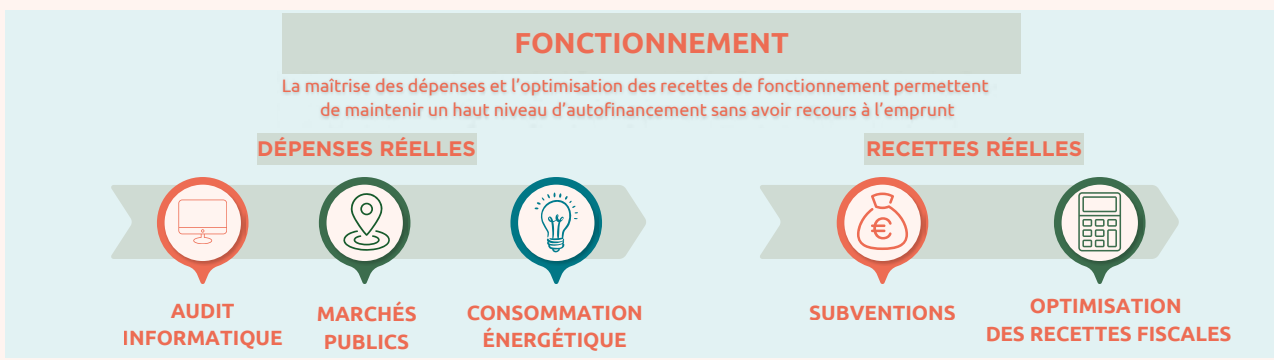 FONCTIONNEMENT
La maîtrise des dépenses et l'optimisation des recettes de fonctionnement permettent
de maintenir un haut niveau d'autofinancement sans avoir recours à l'emprunt
DÉPENSES RÉELLES
AUDIT
INFORMATIQUE
MARCHÉS
PUBLICS
CONSOMMATION
ÉNERGÉTIQUE
RECETTES RÉELLES
€
SUBVENTIONS
OPTIMISATION
DES RECETTES FISCALES